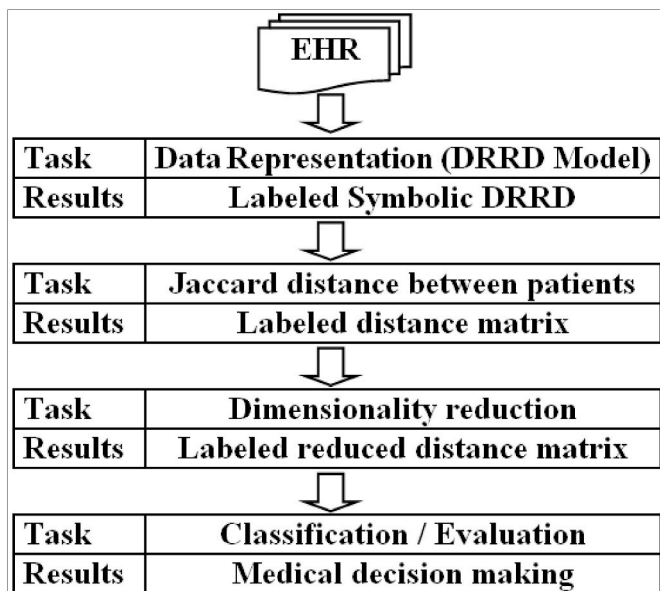 EHR
Task Data Representation (DRRD Model)
Results Labeled Symbolic DRRD
Task Jaccard distance between patients
Results Labeled distance matrix
Task Dimensionality reduction
Results Labeled reduced distance matrix
Task Classification / Evaluation
Results Medical decision making